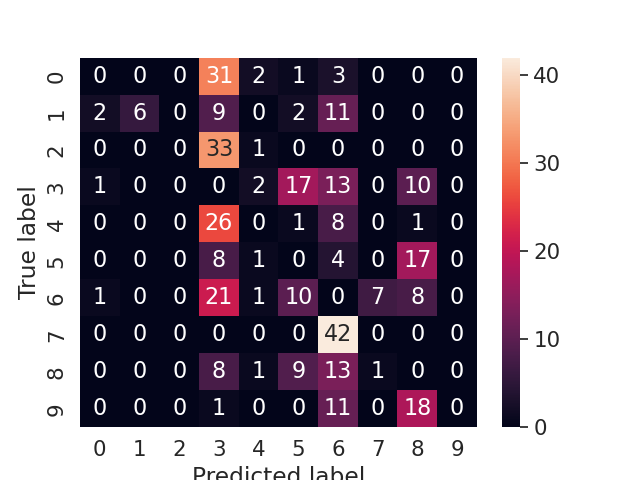 0 0 0 0 31 2 1 3 0 0 0
1 2 6 0 9 0 2 11 0 0 0
2 0 0 0 33 1 0 0 0 0 0
3 1 0 0 0 2 17 13 0 10 0
4 0 0 0 26 0 1 8 0 1 0
5 0 0 0 8 1 0 4 0 17 0
6 1 0 0 21 1 10 0 7 8 0
7 0 0 0 0 0 0 42 0 0 0
8 0 0 0 8 1 9 13 1 0 0
9 0 0 0 1 0 0 11 0 18 0
0 1 2 3 4 5 6 7 8 9
Predicted label
True label
40
30
20
10
0